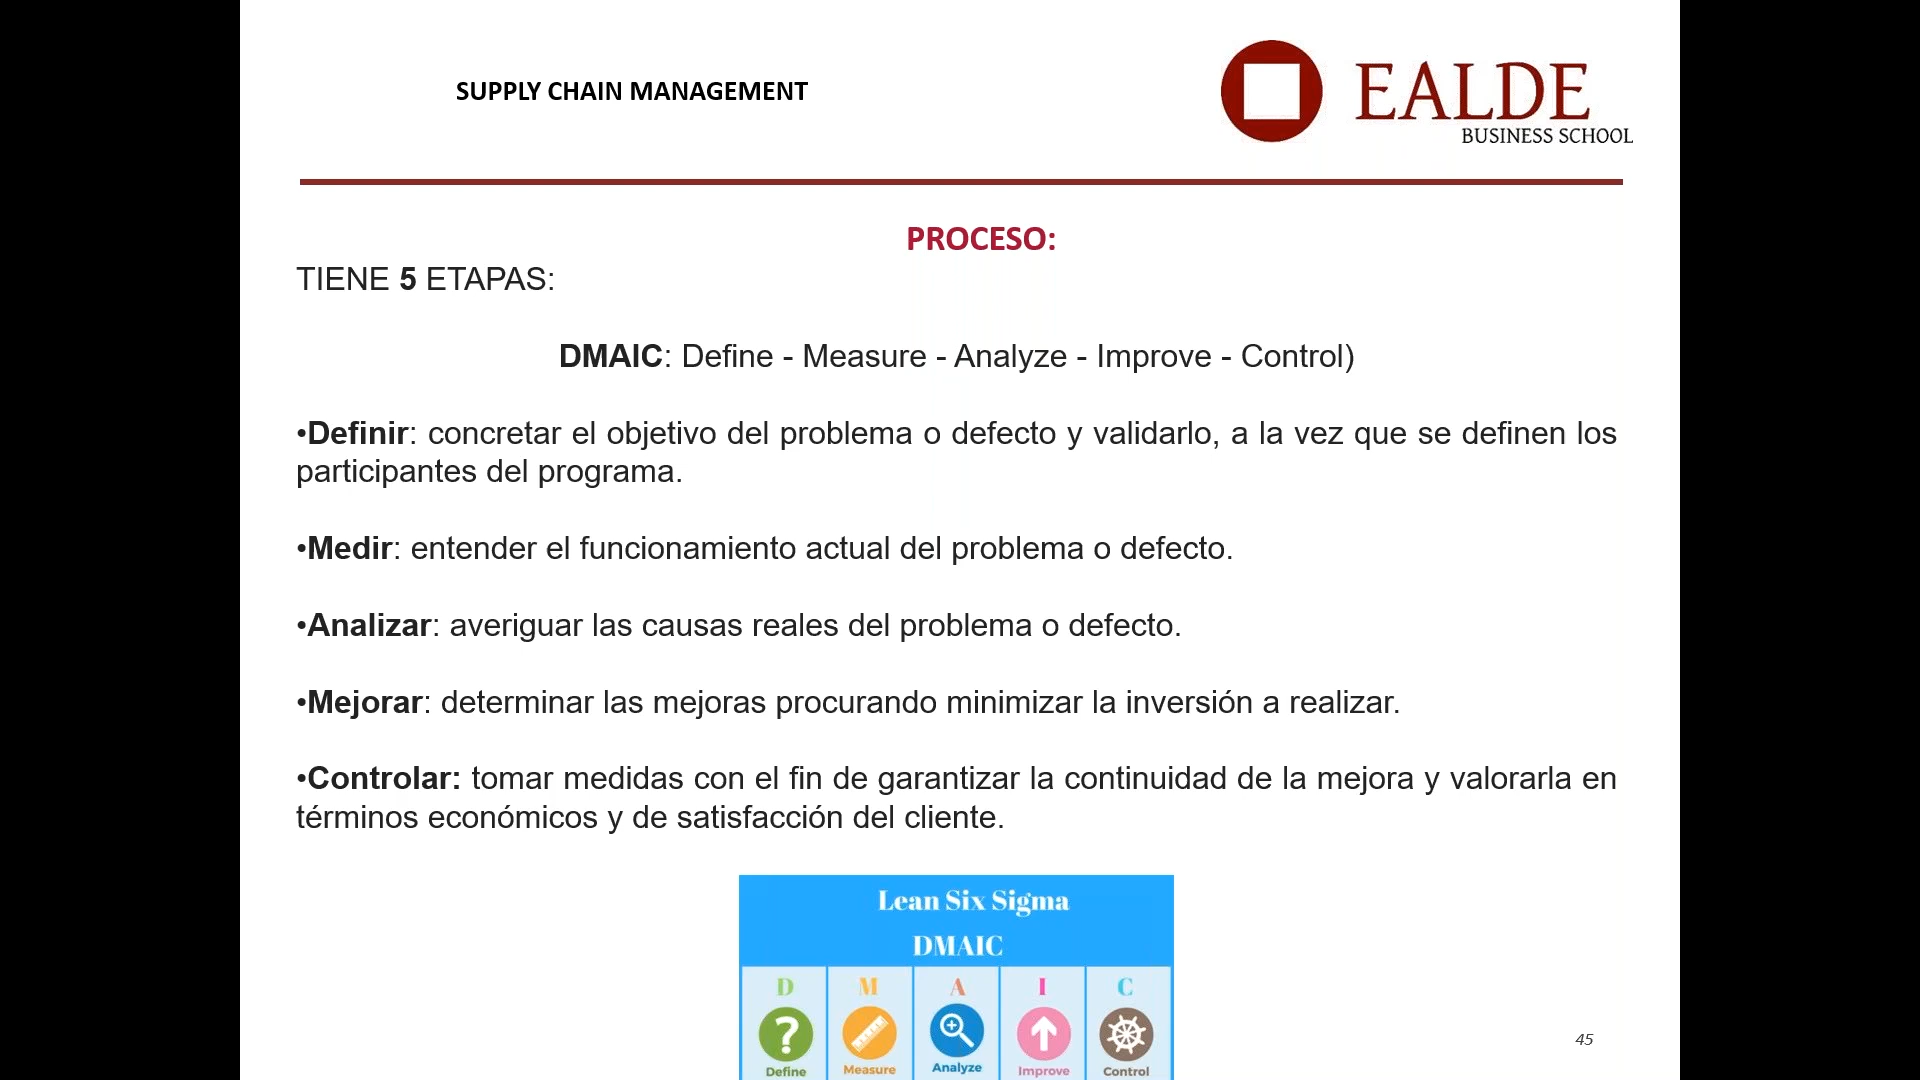 SUPPLY CHAIN MANAGEMENT
EALDE
BUSINESS SCHOOL
PROCESO:
TIENE 5 ETAPAS:
DMAIC: Define - Measure - Analyze - Improve - Control)
•Definir: concretar el objetivo del problema o defecto y validarlo, a la vez que se definen los
participantes del programa.
•Medir: entender el funcionamiento actual del problema o defecto.
•Analizar: averiguar las causas reales del problema o defecto.
•Mejorar: determinar las mejoras procurando minimizar la inversión a realizar.
•Controlar: tomar medidas con el fin de garantizar la continuidad de la mejora y valorarla en
términos económicos y de satisfacción del cliente.
Lean Six Sigma
DMAIC
D M A I C
?
Define Measure Analyze Improve Control
45